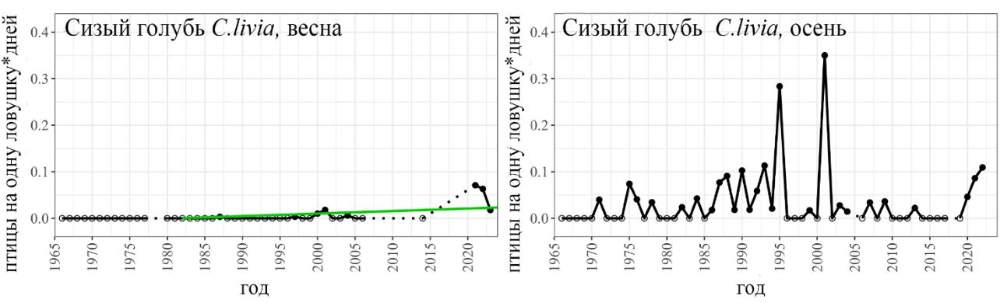 Сизый голубь C.livia, весна
птицы на одну ловушку*дней
0.4
0.3
0.2
0.1
0.0
1965 1970 1975 1980 1985 1990 1995 2000 2005 2010 2015 2020
год
Сизый голубь C.livia, осень
птицы на одну ловушку*дней
0.4
0.3
0.2
0.1
0.0
1965 1970 1975 1980 1985 1990 1995 2000 2005 2010 2015 2020
год